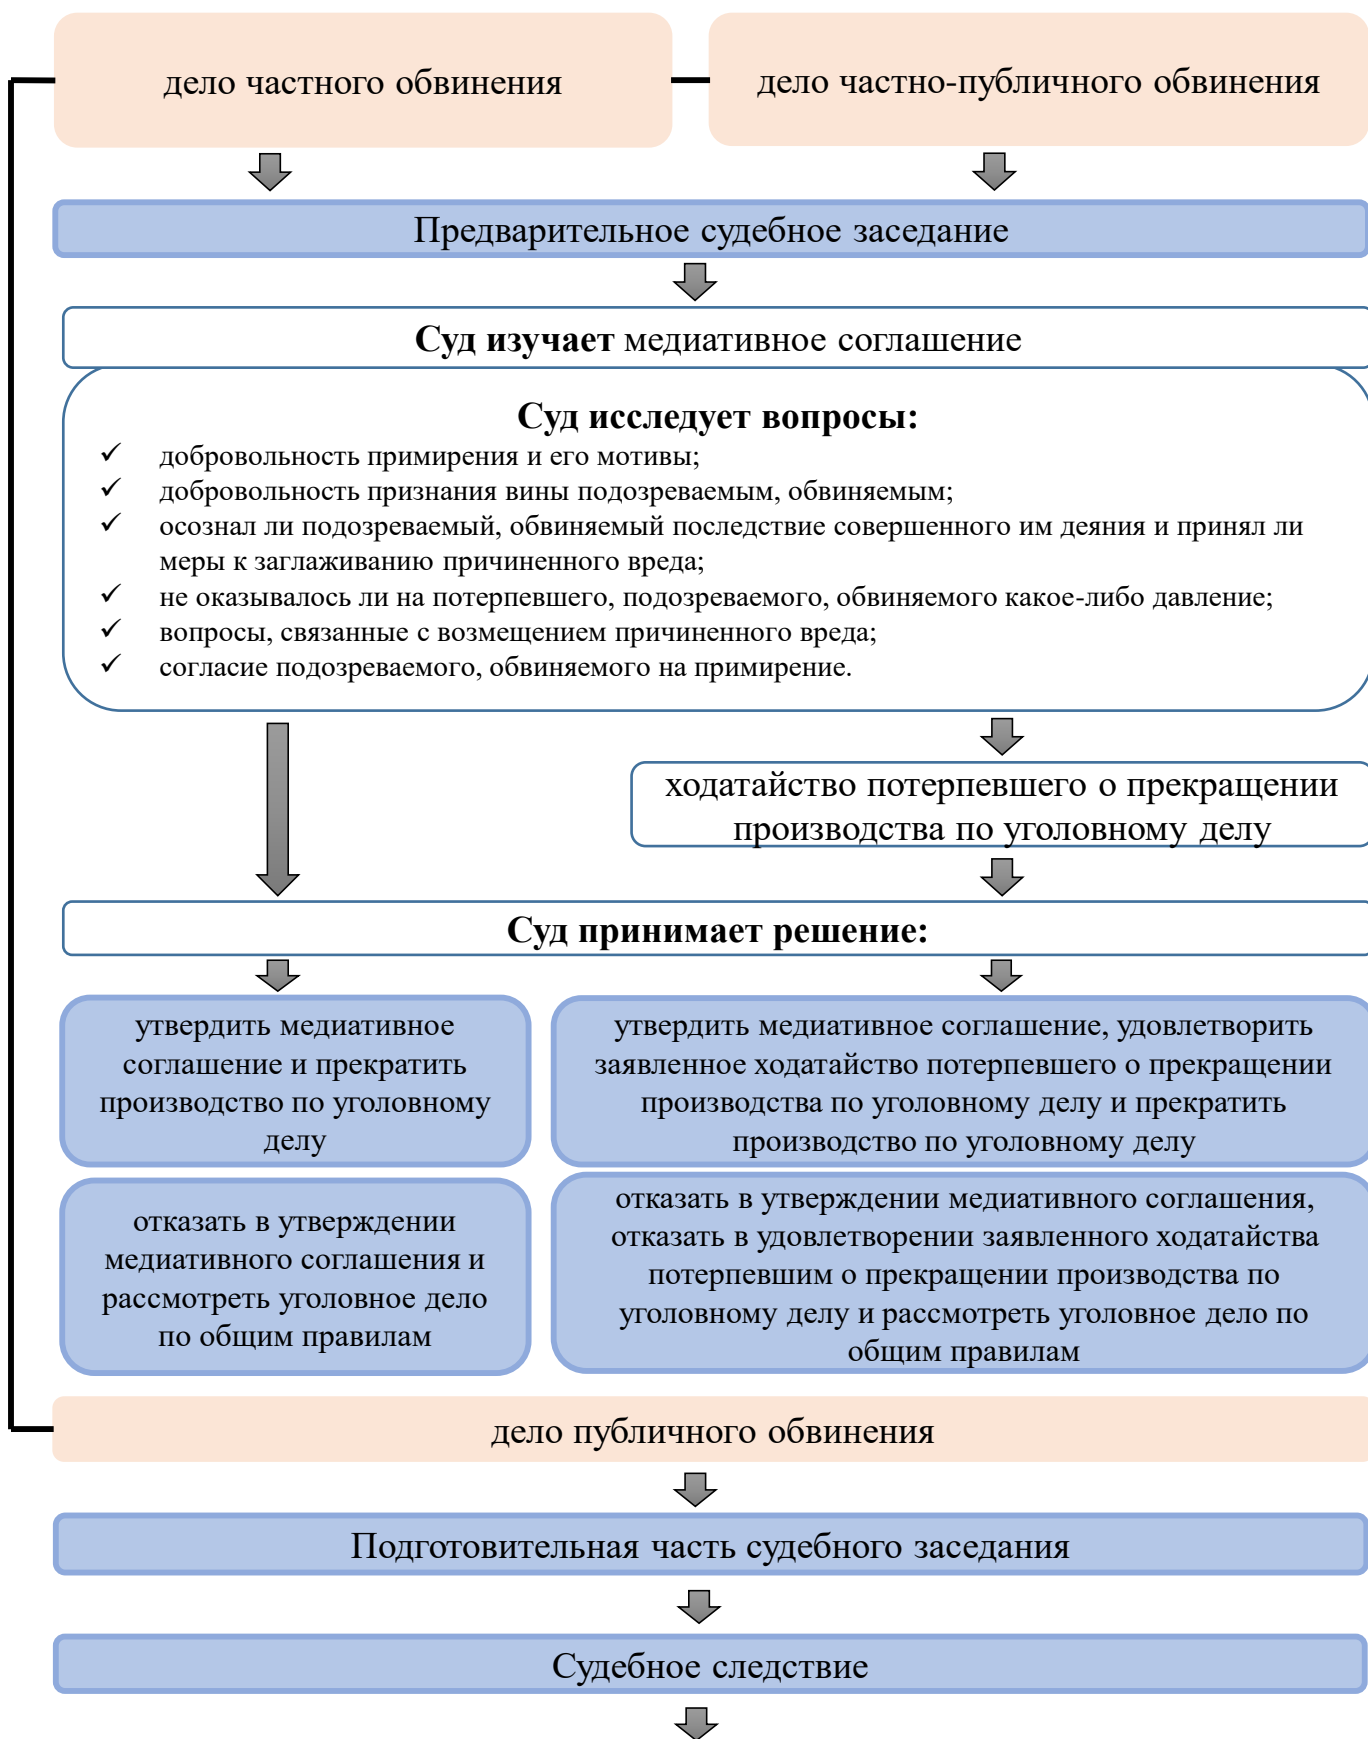 дело частного обвинения
дело частно-публичного обвинения
Предварительное судебное заседание
Суд изучает медиативное соглашение
Суд исследует вопросы:
✓ добровольность примирения и его мотивы;
✓ добровольность признания вины подозреваемым, обвиняемым;
✓ осознал ли подозреваемый, обвиняемый последствие совершенного им деяния и принял ли
меры к заглаживанию причиненного вреда;
✓ не оказывалось ли на потерпевшего, подозреваемого, обвиняемого какое-либо давление;
✓ вопросы, связанные с возмещением причиненного вреда;
✓ согласие подозреваемого, обвиняемого на примирение.
ходатайство потерпевшего о прекращении
производства по уголовному делу
Суд принимает решение:
утвердить медиативное
соглашение и прекратить
производство по уголовному
делу
утвердить медиативное соглашение, удовлетворить
заявленное ходатайство потерпевшего о прекращении
производства по уголовному делу и прекратить
производство по уголовному делу
отказать в утверждении
медиативного соглашения и
рассмотреть уголовное дело
по общим правилам
отказать в утверждении медиативного соглашения,
отказать в удовлетворении заявленного ходатайства
потерпевшим о прекращении производства по
уголовному делу и рассмотреть уголовное дело по
общим правилам
дело публичного обвинения
Подготовительная часть судебного заседания
Судебное следствие